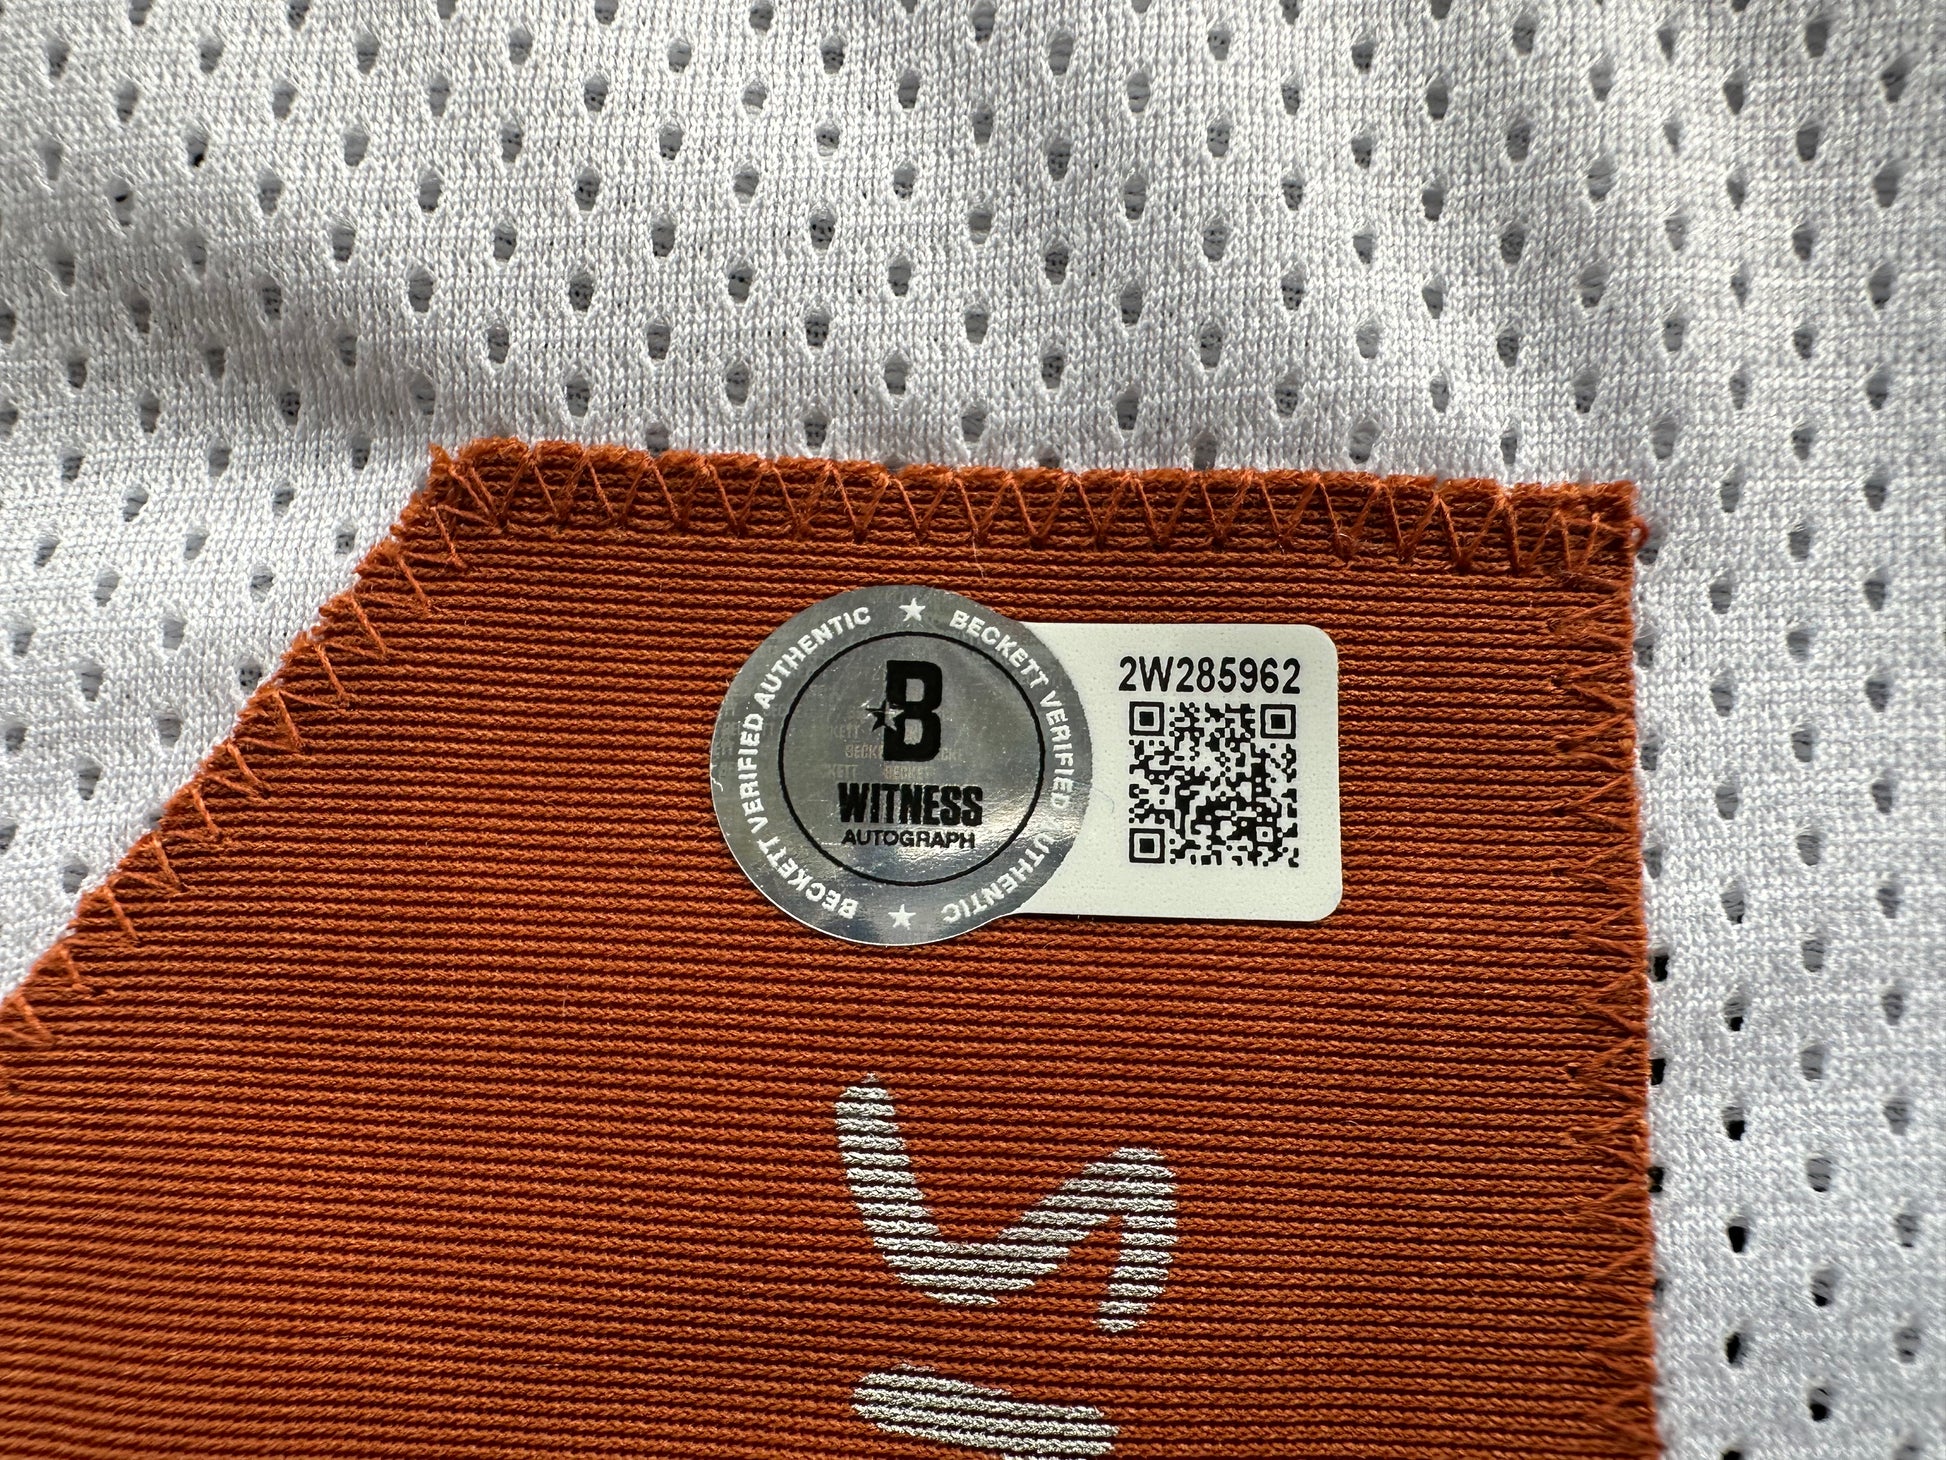 ★ BECKETT VERIFIED AUTHENTIC ★ BECKETT VERIFIED AUTHENTIC
B
WITNESS
AUTOGRAPH
2W285962